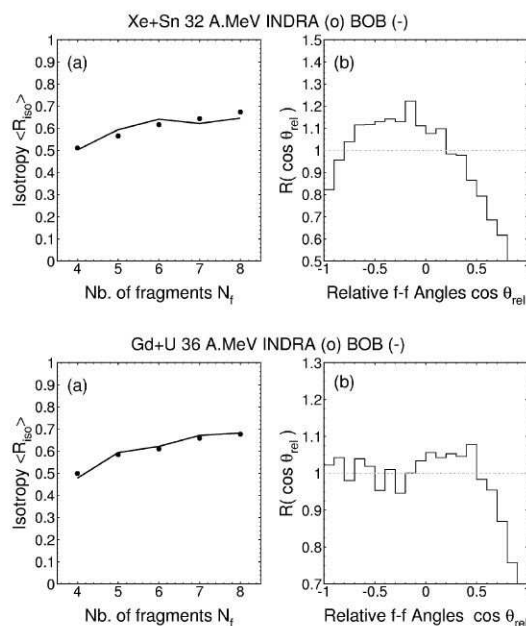 Xe+Sn 32 A.MeV INDRA (o) BOB (-)
(a)
Isotropy <R_iso>
1
0.9
0.8
0.7
0.6
0.5
0.4
0.3
0.2
0.1
0
4 5 6 7 8
Nb. of fragments N_f
(b)
R( cos θ_rel)
1.5
1.4
1.3
1.2
1.1
1
0.9
0.8
0.7
0.6
0.5
-1 -0.5 0 0.5 1
Relative f-f Angles cos θ_rel
Gd+U 36 A.MeV INDRA (o) BOB (-)
(a)
Isotropy <R_iso>
1
0.9
0.8
0.7
0.6
0.5
0.4
0.3
0.2
0.1
0
4 5 6 7 8
Nb. of fragments N_f
(b)
R( cos θ_rel)
1.3
1.2
1.1
1
0.9
0.8
0.7
-1 -0.5 0 0.5 1
Relative f-f Angles cos θ_rel